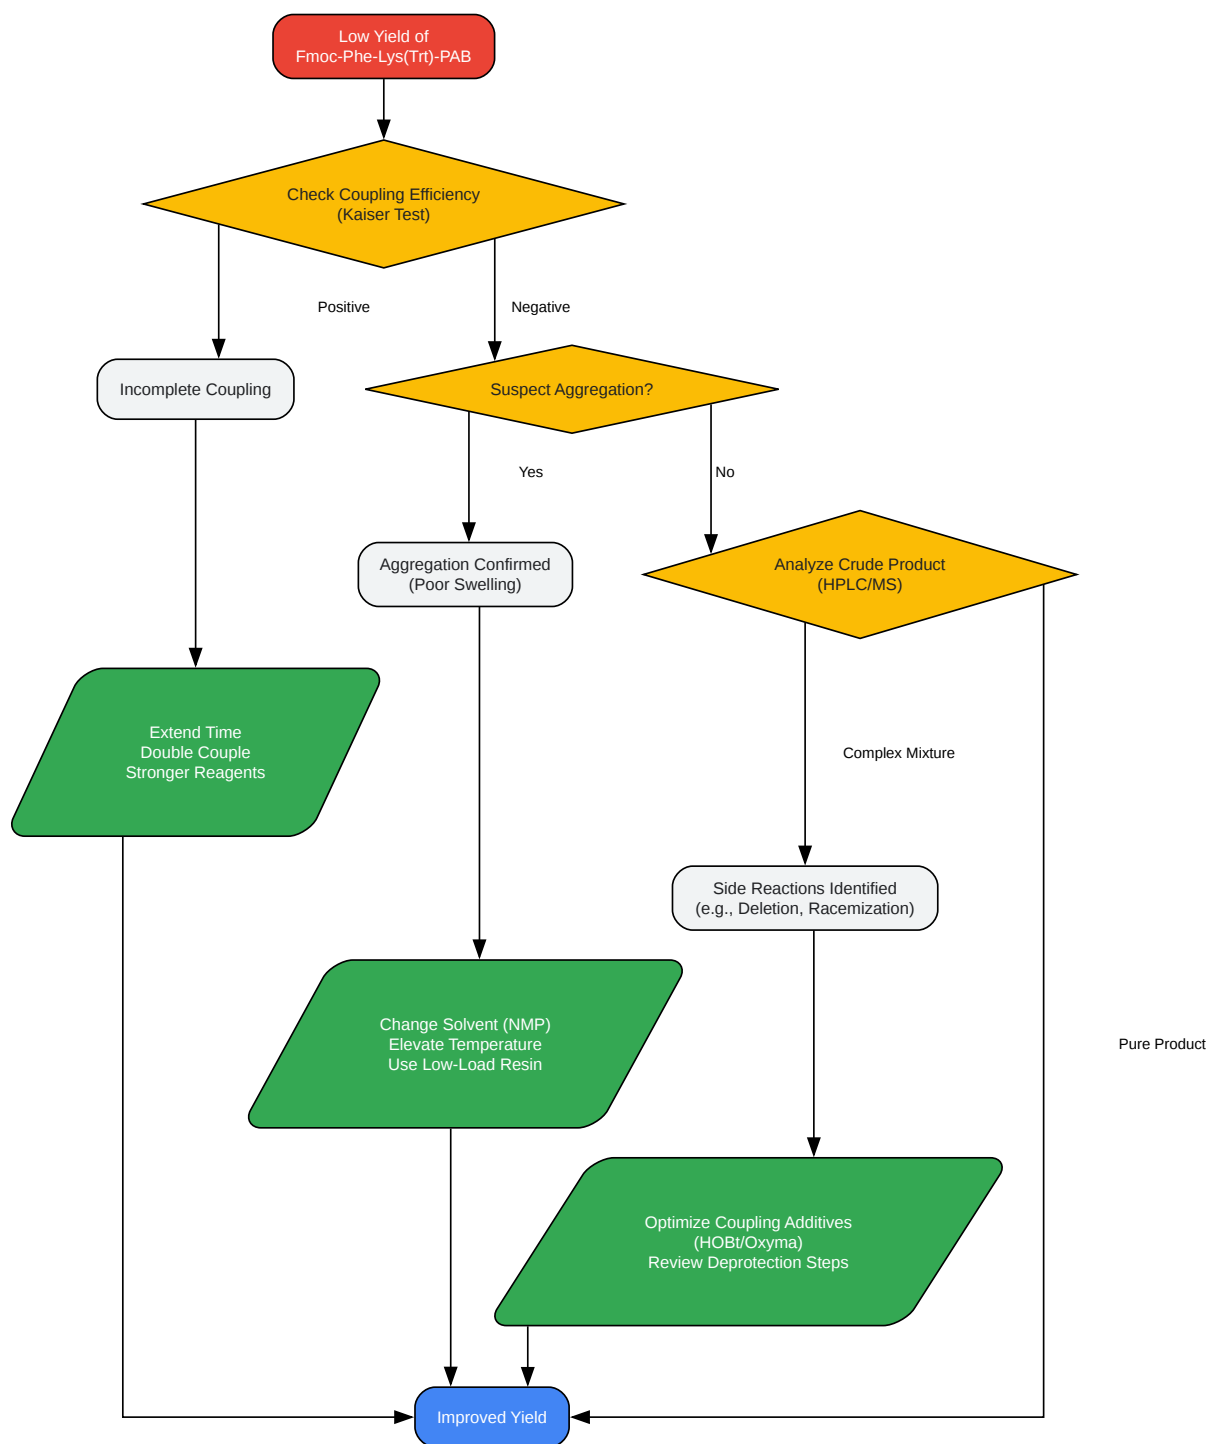 Low Yield of
Fmoc-Phe-Lys(Trt)-PAB
Check Coupling Efficiency
(Kaiser Test)
Positive
Negative
Incomplete Coupling
Suspect Aggregation?
Yes
No
Aggregation Confirmed
(Poor Swelling)
Analyze Crude Product
(HPLC/MS)
Extend Time
Double Couple
Stronger Reagents
Complex Mixture
Side Reactions Identified
(e.g., Deletion, Racemization)
Change Solvent (NMP)
Elevate Temperature
Use Low-Load Resin
Pure Product
Optimize Coupling Additives
(HOBt/Oxyma)
Review Deprotection Steps
Improved Yield